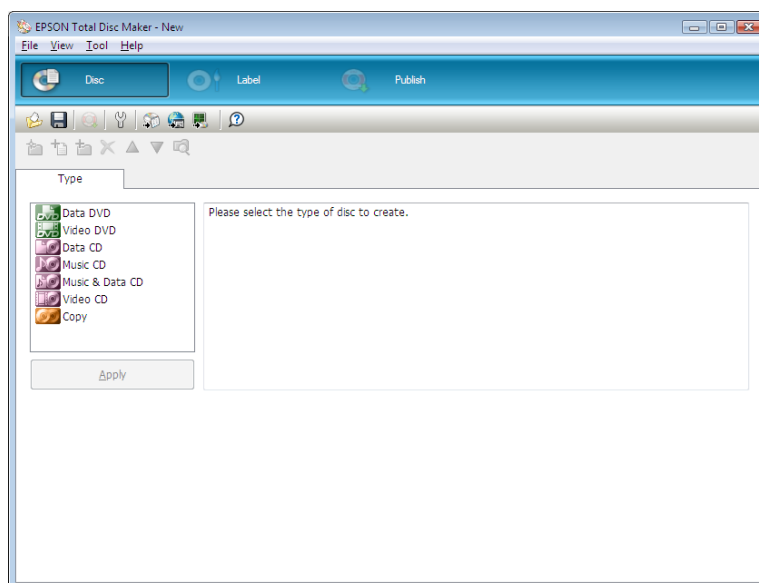 EPSON Total Disc Maker - New
File View Tool Help
Disc Label Publish
Type
Data DVD
Video DVD
Data CD
Music CD
Music & Data CD
Video CD
Copy
Please select the type of disc to create.
Apply